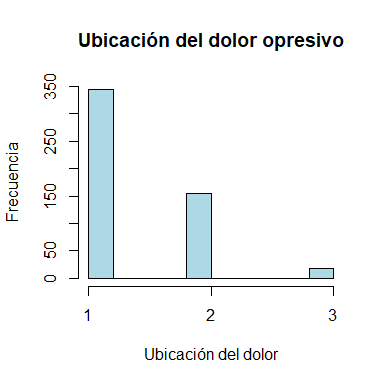 Ubicación del dolor opresivo
Frecuencia
350
250
150
50
0
1 2 3
Ubicación del dolor